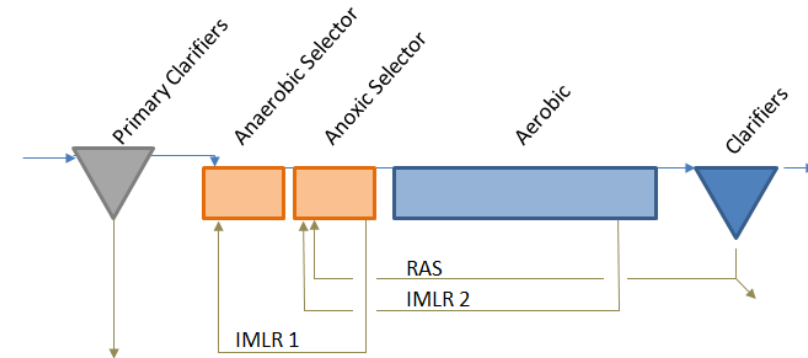 Primary Clarifiers
Anaerobic Selector
Anoxic Selector
Aerobic
Clarifiers
RAS
IMLR 2
IMLR 1